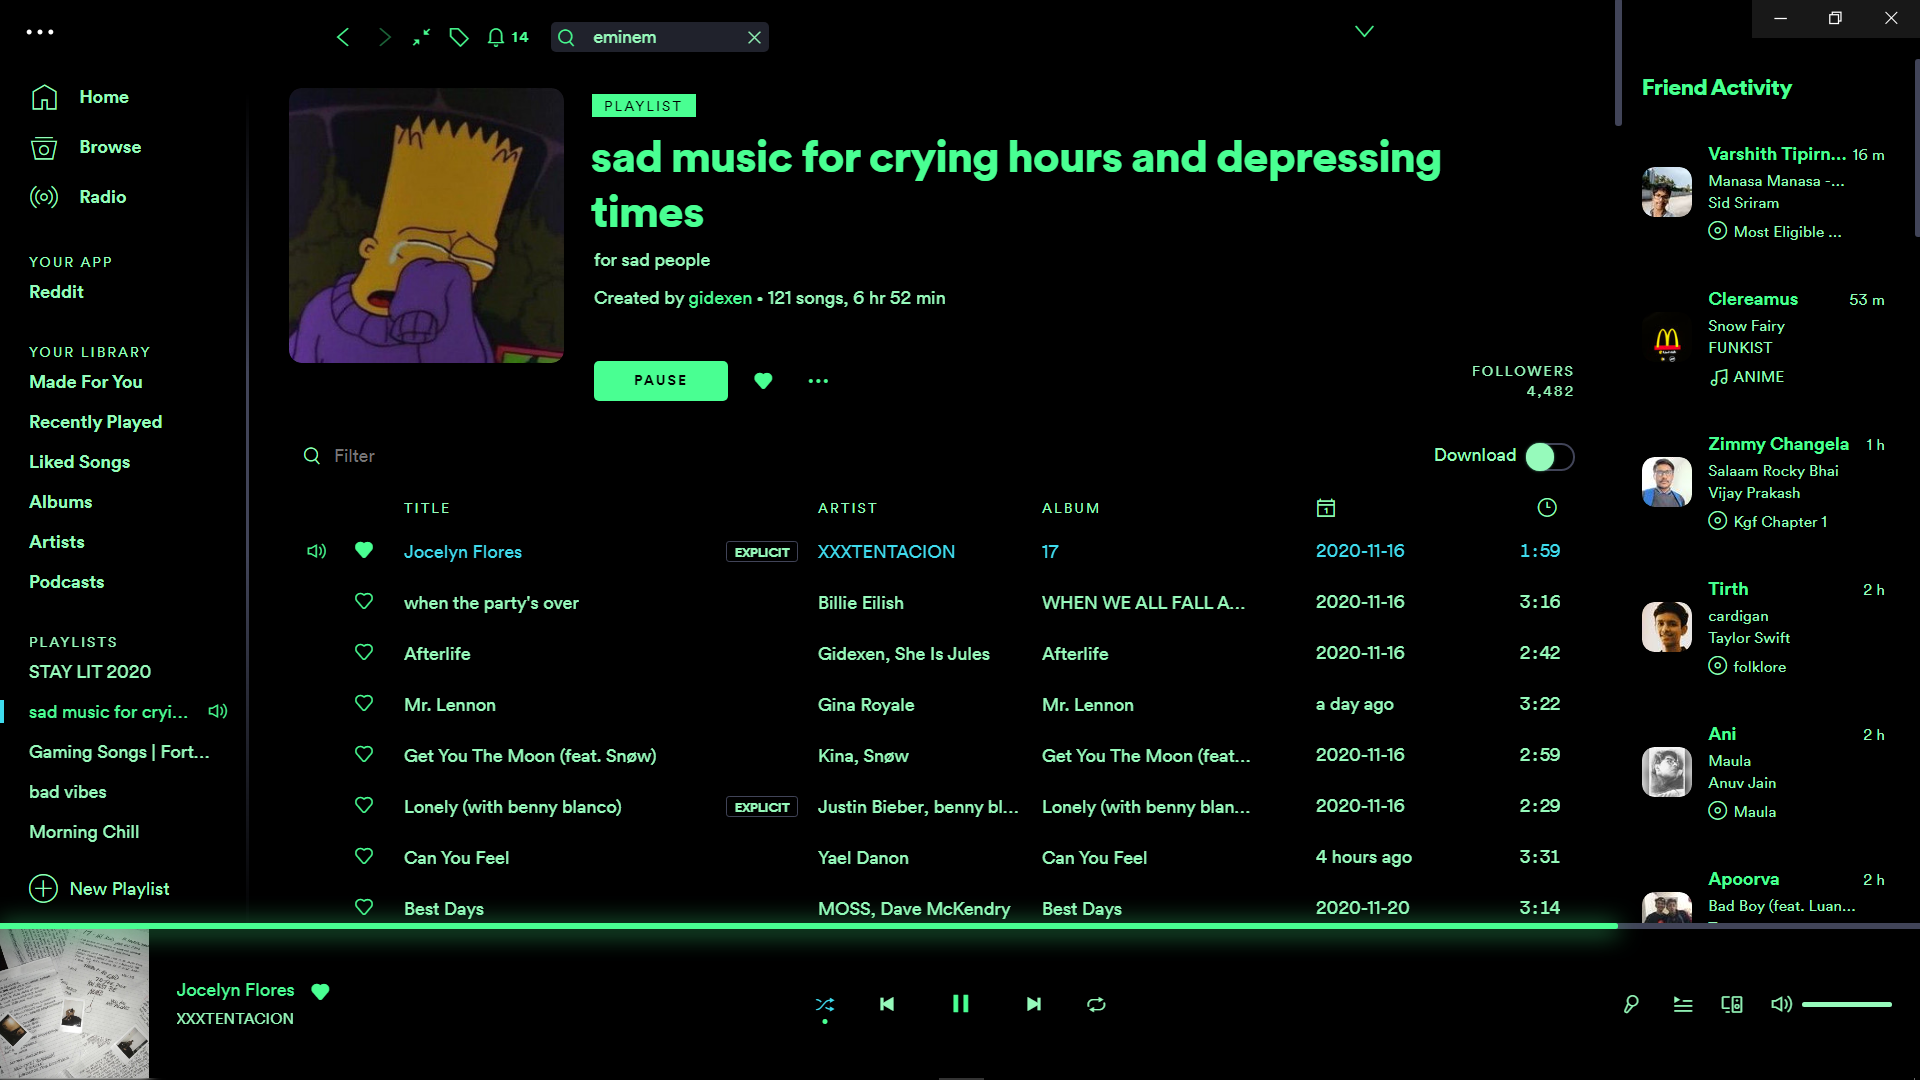 14
eminem
Home
Browse
Radio
YOUR APP
Reddit
YOUR LIBRARY
Made For You
Recently Played
Liked Songs
Albums
Artists
Podcasts
PLAYLISTS
STAY LIT 2020
sad music for cryi...
Gaming Songs | Fort...
bad vibes
Morning Chill
New Playlist
PLAYLIST
sad music for crying hours and depressing
times
for sad people
Created by gidexen • 121 songs, 6 hr 52 min
PAUSE
FOLLOWERS
4,482
Filter
Download
TITLE ARTIST ALBUM
Jocelyn Flores EXPLICIT XXXTENTACION 17 2020-11-16 1:59
when the party's over Billie Eilish WHEN WE ALL FALL A... 2020-11-16 3:16
Afterlife Gidexen, She Is Jules Afterlife 2020-11-16 2:42
Mr. Lennon Gina Royale Mr. Lennon a day ago 3:22
Get You The Moon (feat. Snøw) Kina, Snøw Get You The Moon (feat... 2020-11-16 2:59
Lonely (with benny blanco) EXPLICIT Justin Bieber, benny bl... Lonely (with benny blan... 2020-11-16 2:29
Can You Feel Yael Danon Can You Feel 4 hours ago 3:31
Best Days MOSS, Dave McKendry Best Days 2020-11-20 3:14
Friend Activity
Varshith Tipirn... 16 m
Manasa Manasa -...
Sid Sriram
Most Eligible ...
Clereamus 53 m
Snow Fairy
FUNKIST
ANIME
Zimmy Changela 1 h
Salaam Rocky Bhai
Vijay Prakash
Kgf Chapter 1
Tirth 2 h
cardigan
Taylor Swift
folklore
Ani 2 h
Maula
Anuv Jain
Maula
Apoorva 2 h
Bad Boy (feat. Luan...
Jocelyn Flores
XXXTENTACION